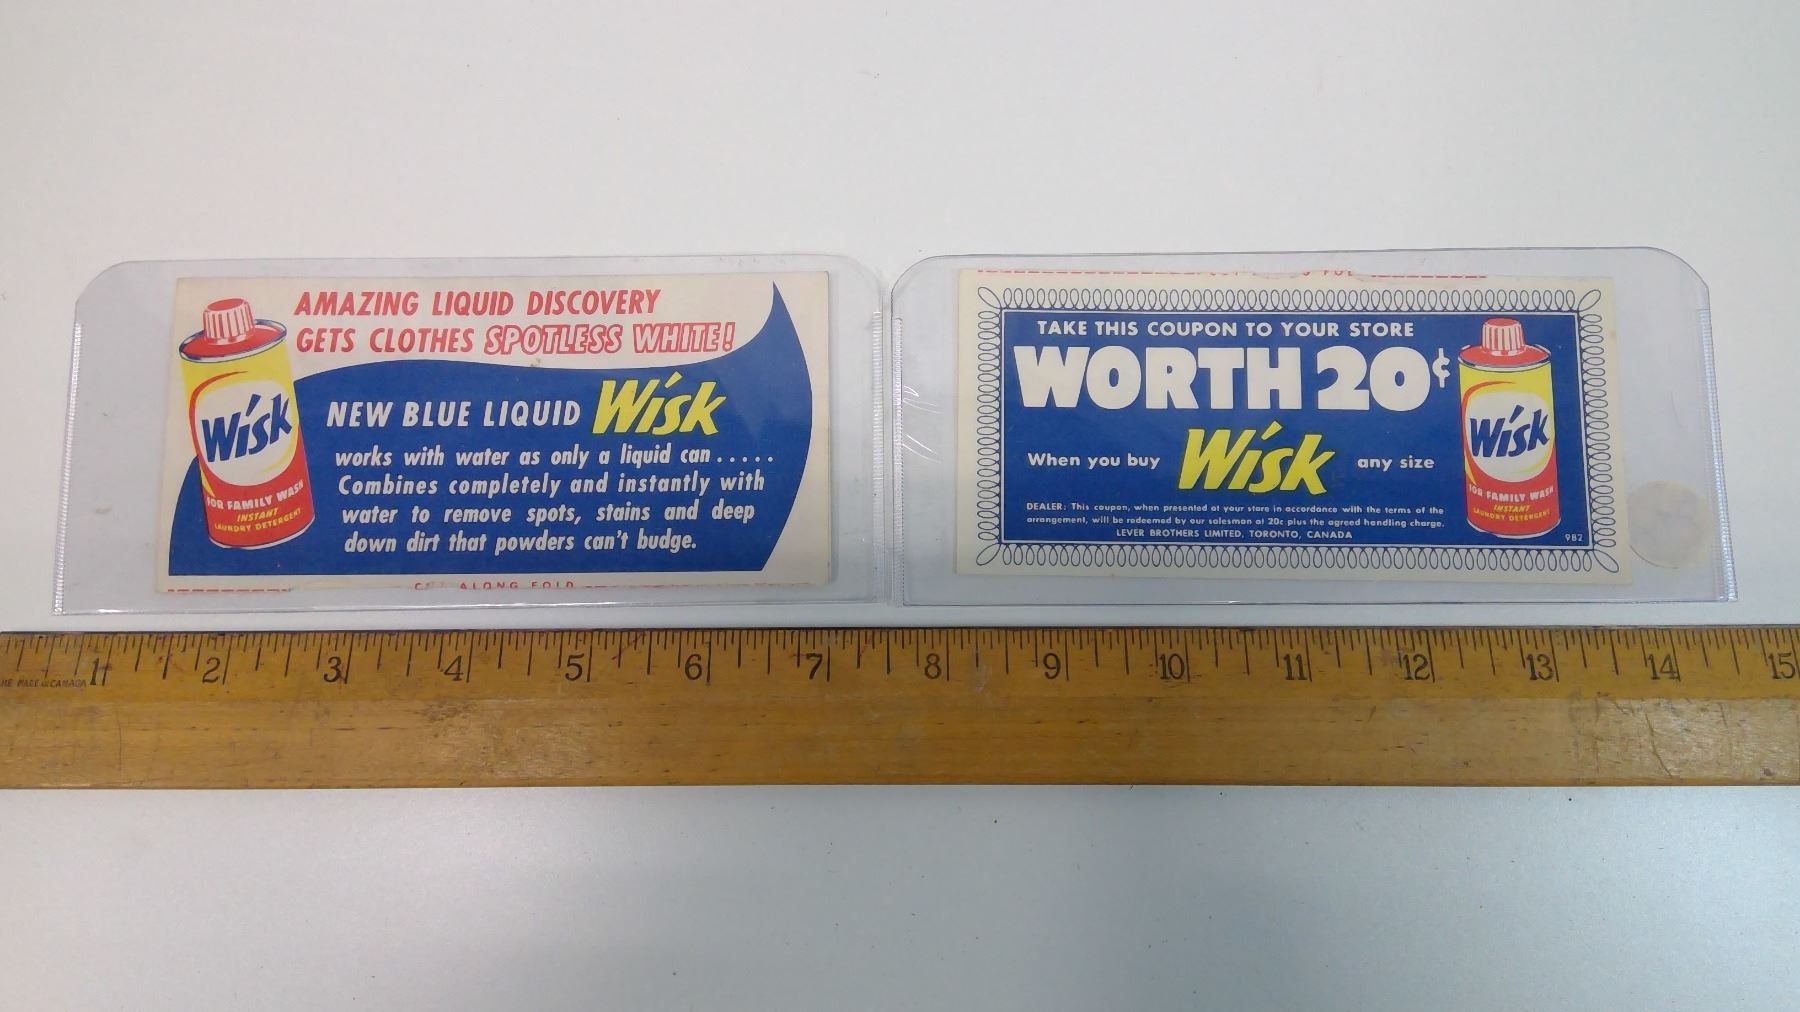 AMAZING LIQUID DISCOVERY
GETS CLOTHES SPOTLESS WHITE!
NEW BLUE LIQUID Wisk
works with water as only a liquid can.....
Combines completely and instantly with
water to remove spots, stains and deep
down dirt that powders can't budge.
Wisk
FOR FAMILY WASH
INSTANT
LAUNDRY DETERGENT
ALONG FOLD
TAKE THIS COUPON TO YOUR STORE
WORTH 20¢
When you buy Wisk any size
DEALER: This coupon, when presented at your store in accordance with the terms of the
arrangement, will be redeemed by our salesman at 20c plus the agreed handling charge.
LEVER BROTHERS LIMITED, TORONTO, CANADA
Wisk
FOR FAMILY WASH
INSTANT
LAUNDRY DETERGENT
982
1 2 3 4 5 6 7 8 9 10 11 12 13 14 15
MADE IN CANADA